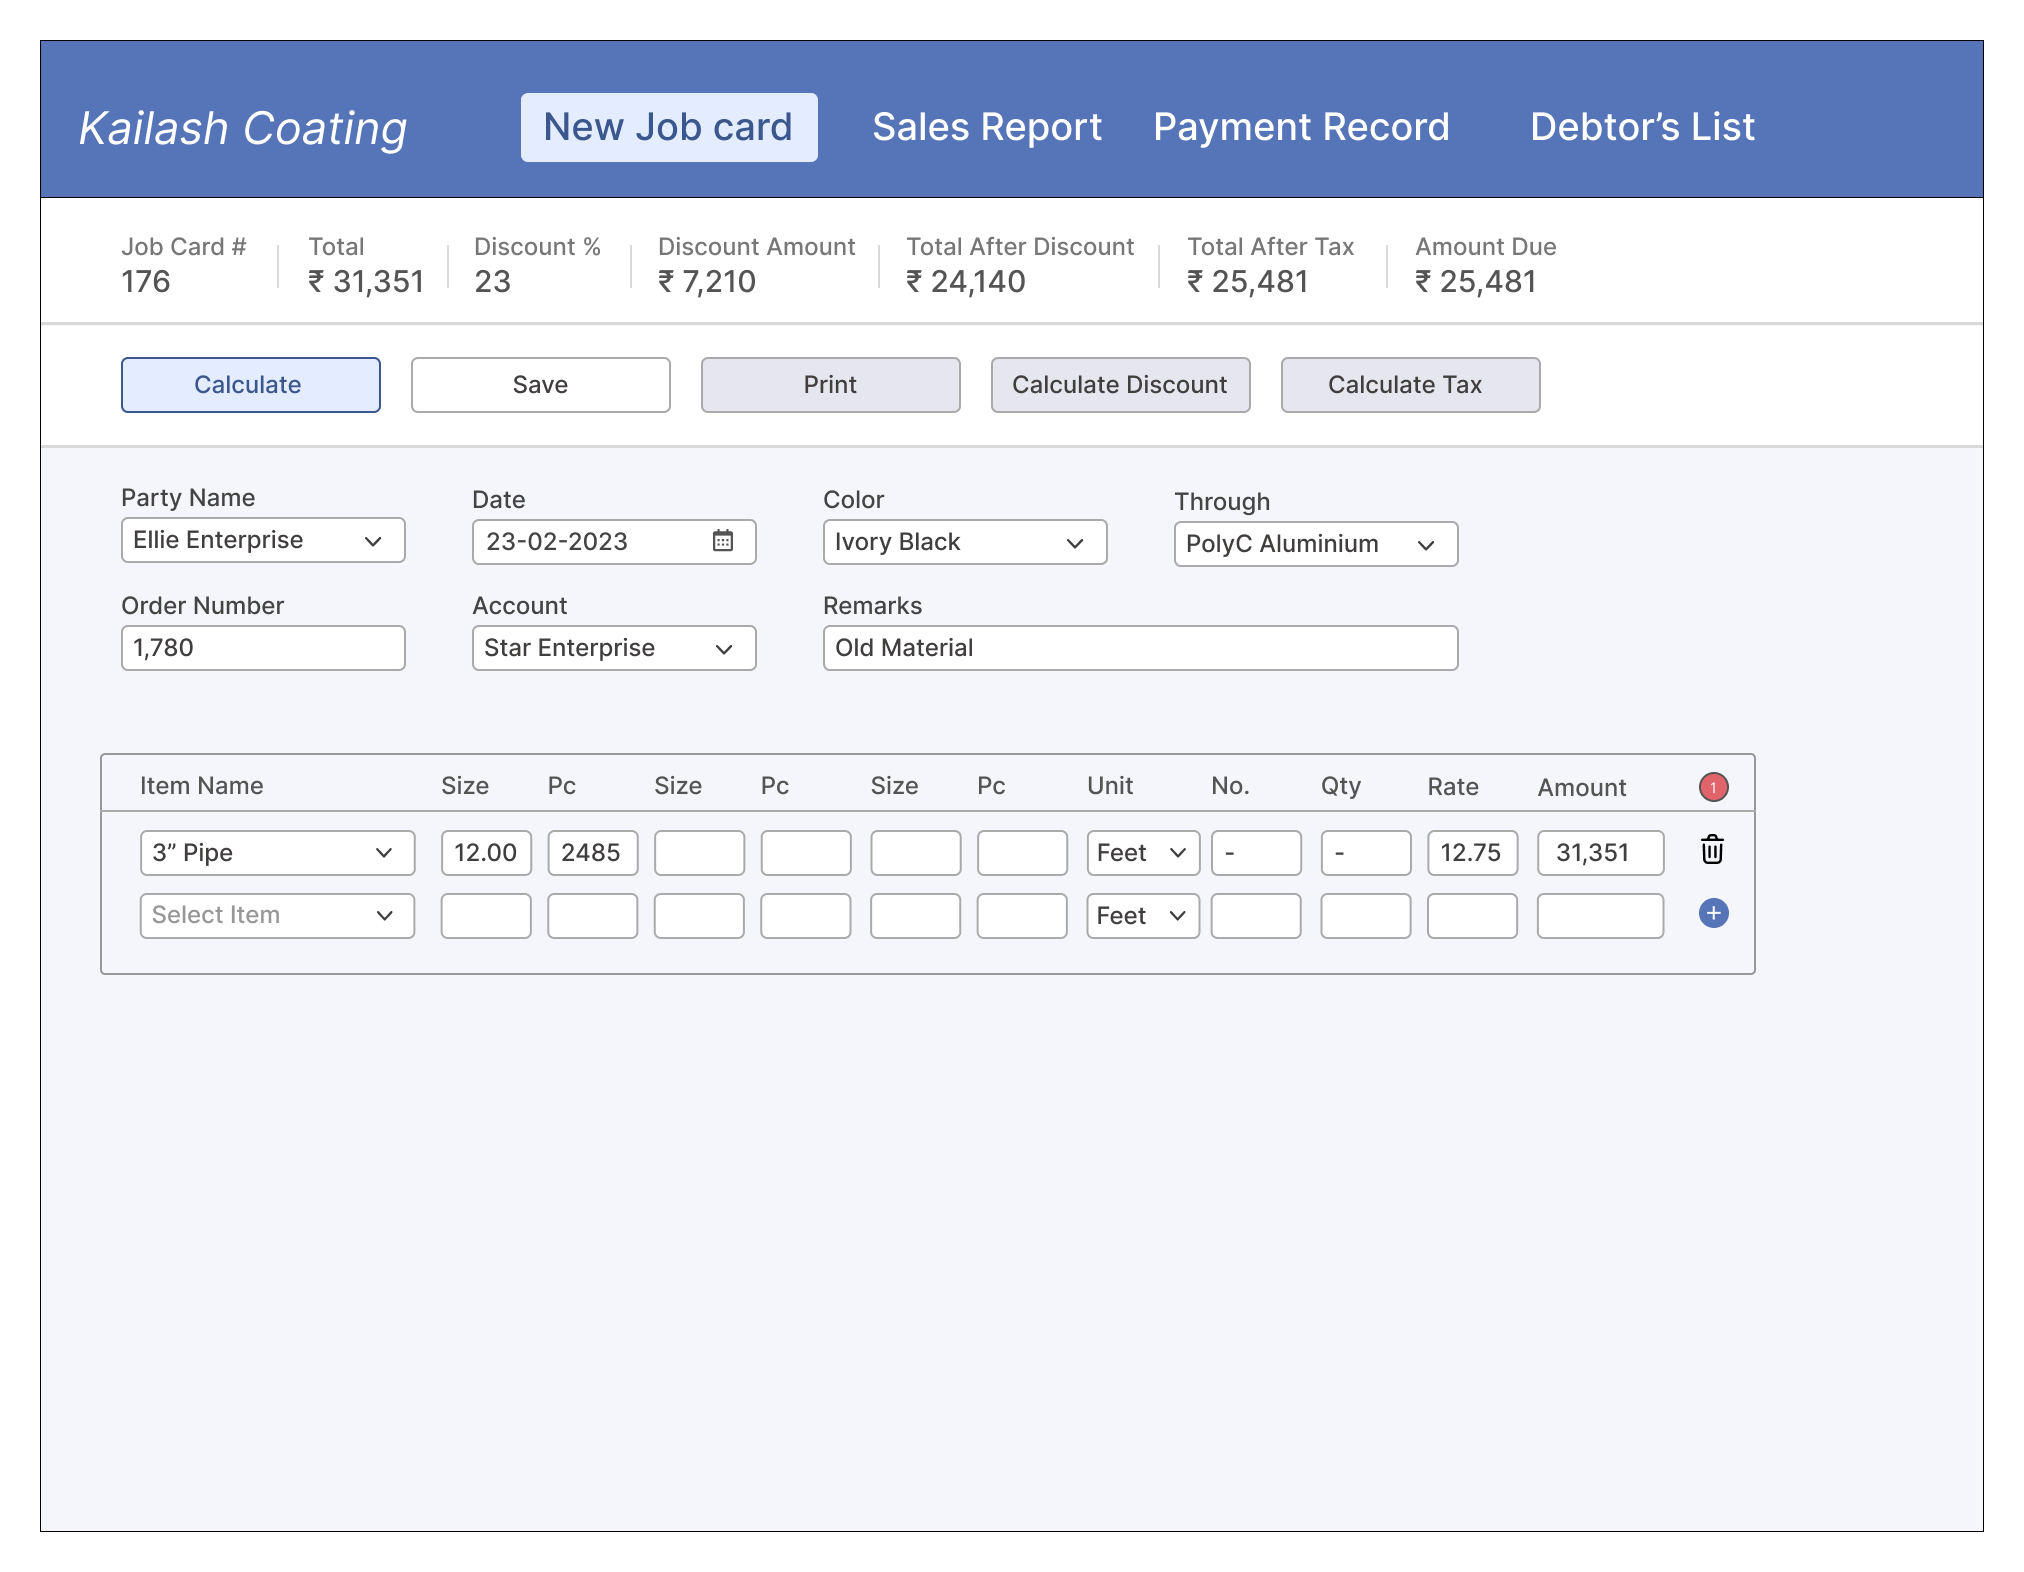 Kailash Coating New Job card Sales Report Payment Record Debtor’s List
Job Card # Total Discount % Discount Amount Total After Discount Total After Tax Amount Due
176 ₹ 31,351 23 ₹ 7,210 ₹ 24,140 ₹ 25,481 ₹ 25,481
Calculate Save Print Calculate Discount Calculate Tax
Party Name Date Color Through
Ellie Enterprise 23-02-2023 Ivory Black PolyC Aluminium
Order Number Account Remarks
1,780 Star Enterprise Old Material
Item Name Size Pc Size Pc Size Pc Unit No. Qty Rate Amount 1
3” Pipe 12.00 2485 Feet - - 12.75 31,351
Select Item Feet